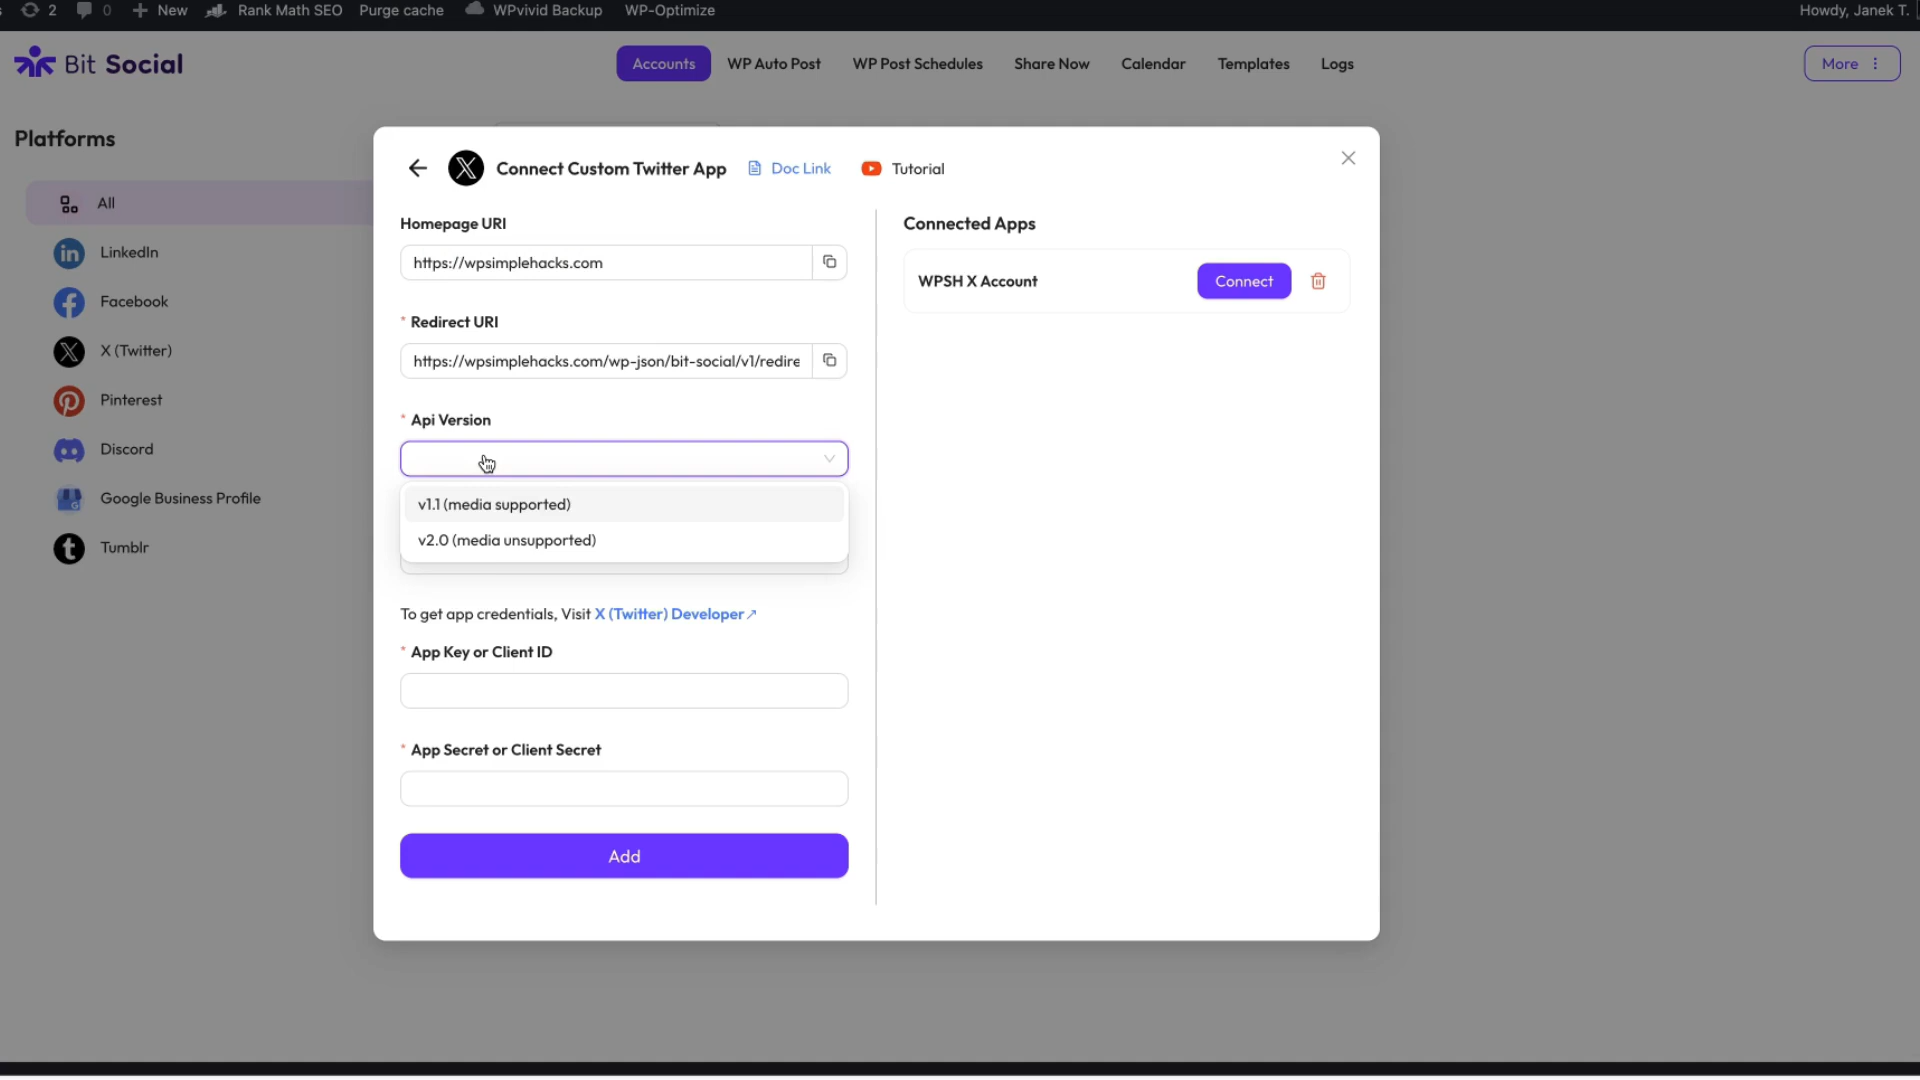 2 0 New Rank Math SEO Purge cache WPvivid Backup WP-Optimize Howdy, Janek T.
Bit Social Accounts WP Auto Post WP Post Schedules Share Now Calendar Templates Logs More
Platforms
All
LinkedIn
Facebook
X (Twitter)
Pinterest
Discord
Google Business Profile
Tumblr
Connect Custom Twitter App Doc Link Tutorial
Homepage URI
https://wpsimplehacks.com
* Redirect URI
https://wpsimplehacks.com/wp-json/bit-social/v1/redire
* Api Version
v1.1 (media supported)
v2.0 (media unsupported)
To get app credentials, Visit X (Twitter) Developer↗
* App Key or Client ID
* App Secret or Client Secret
Add
Connected Apps
WPSH X Account Connect